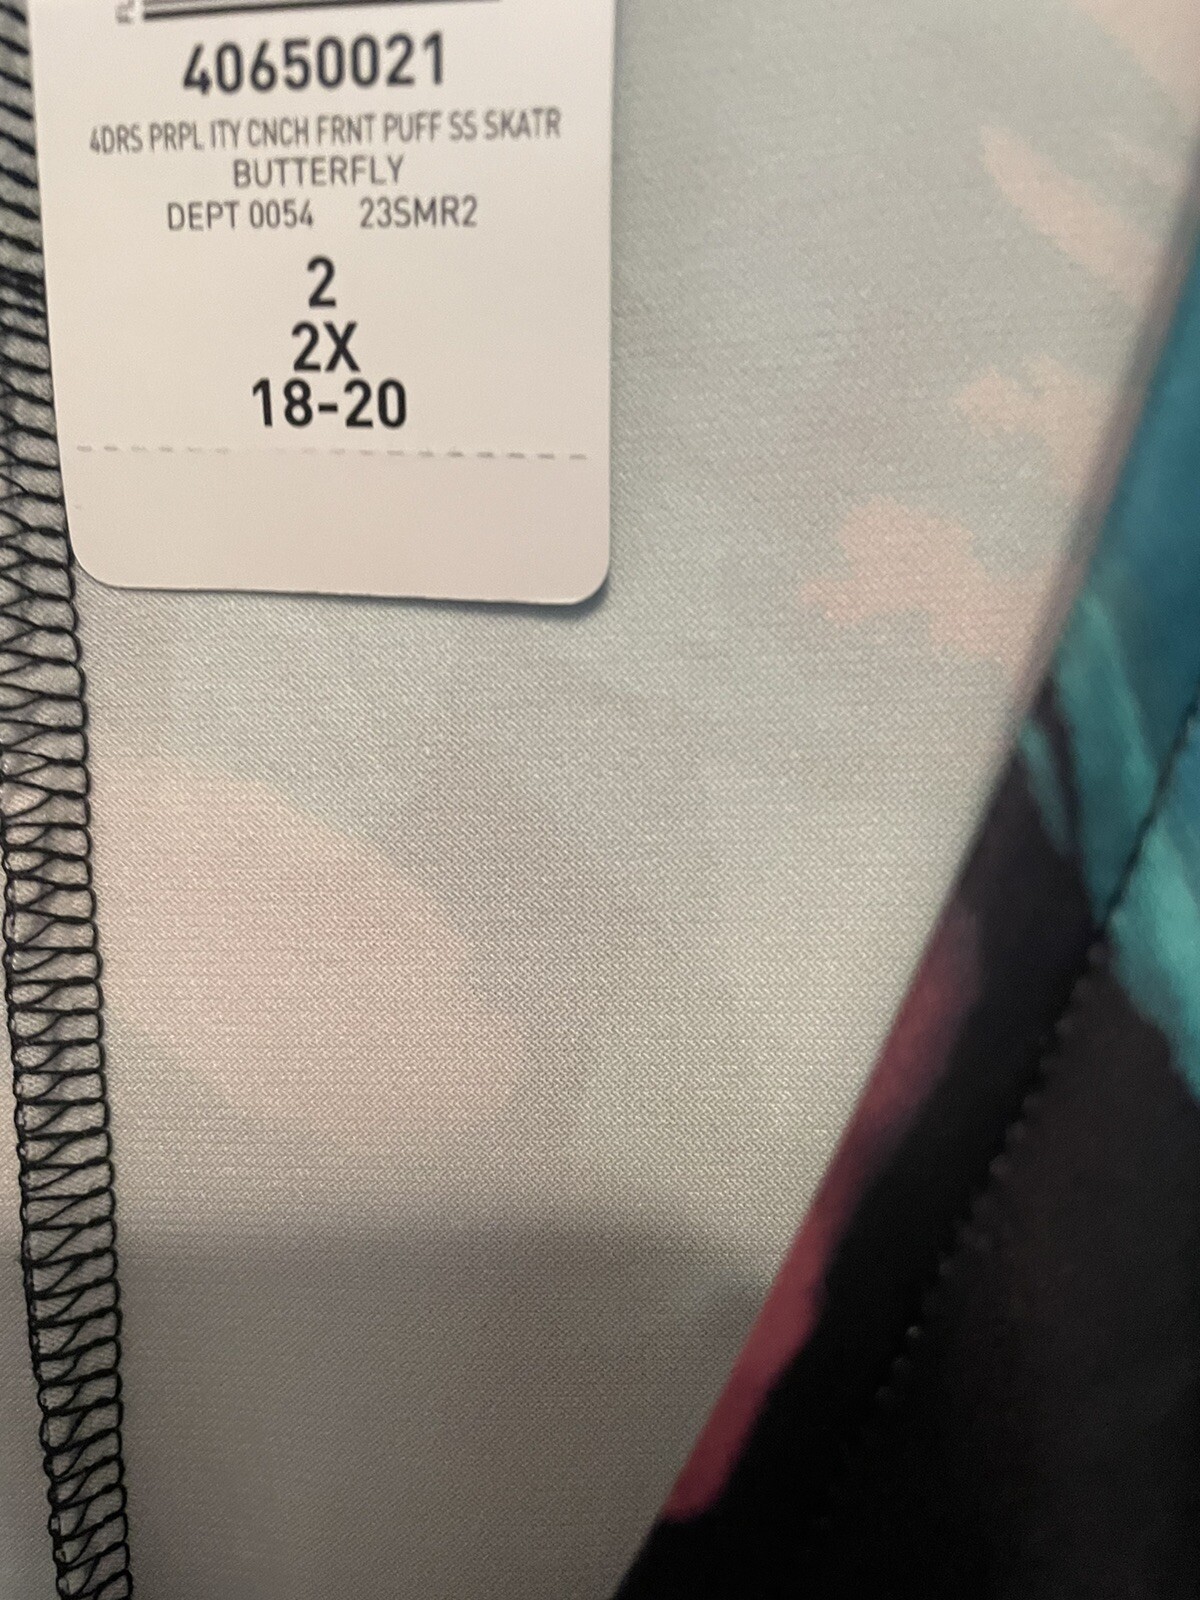 40650021
4DRS PRPL ITY CNCH FRNT PUFF SS SKATR
BUTTERFLY
DEPT 0054 23SMR2
2
2X
18-20